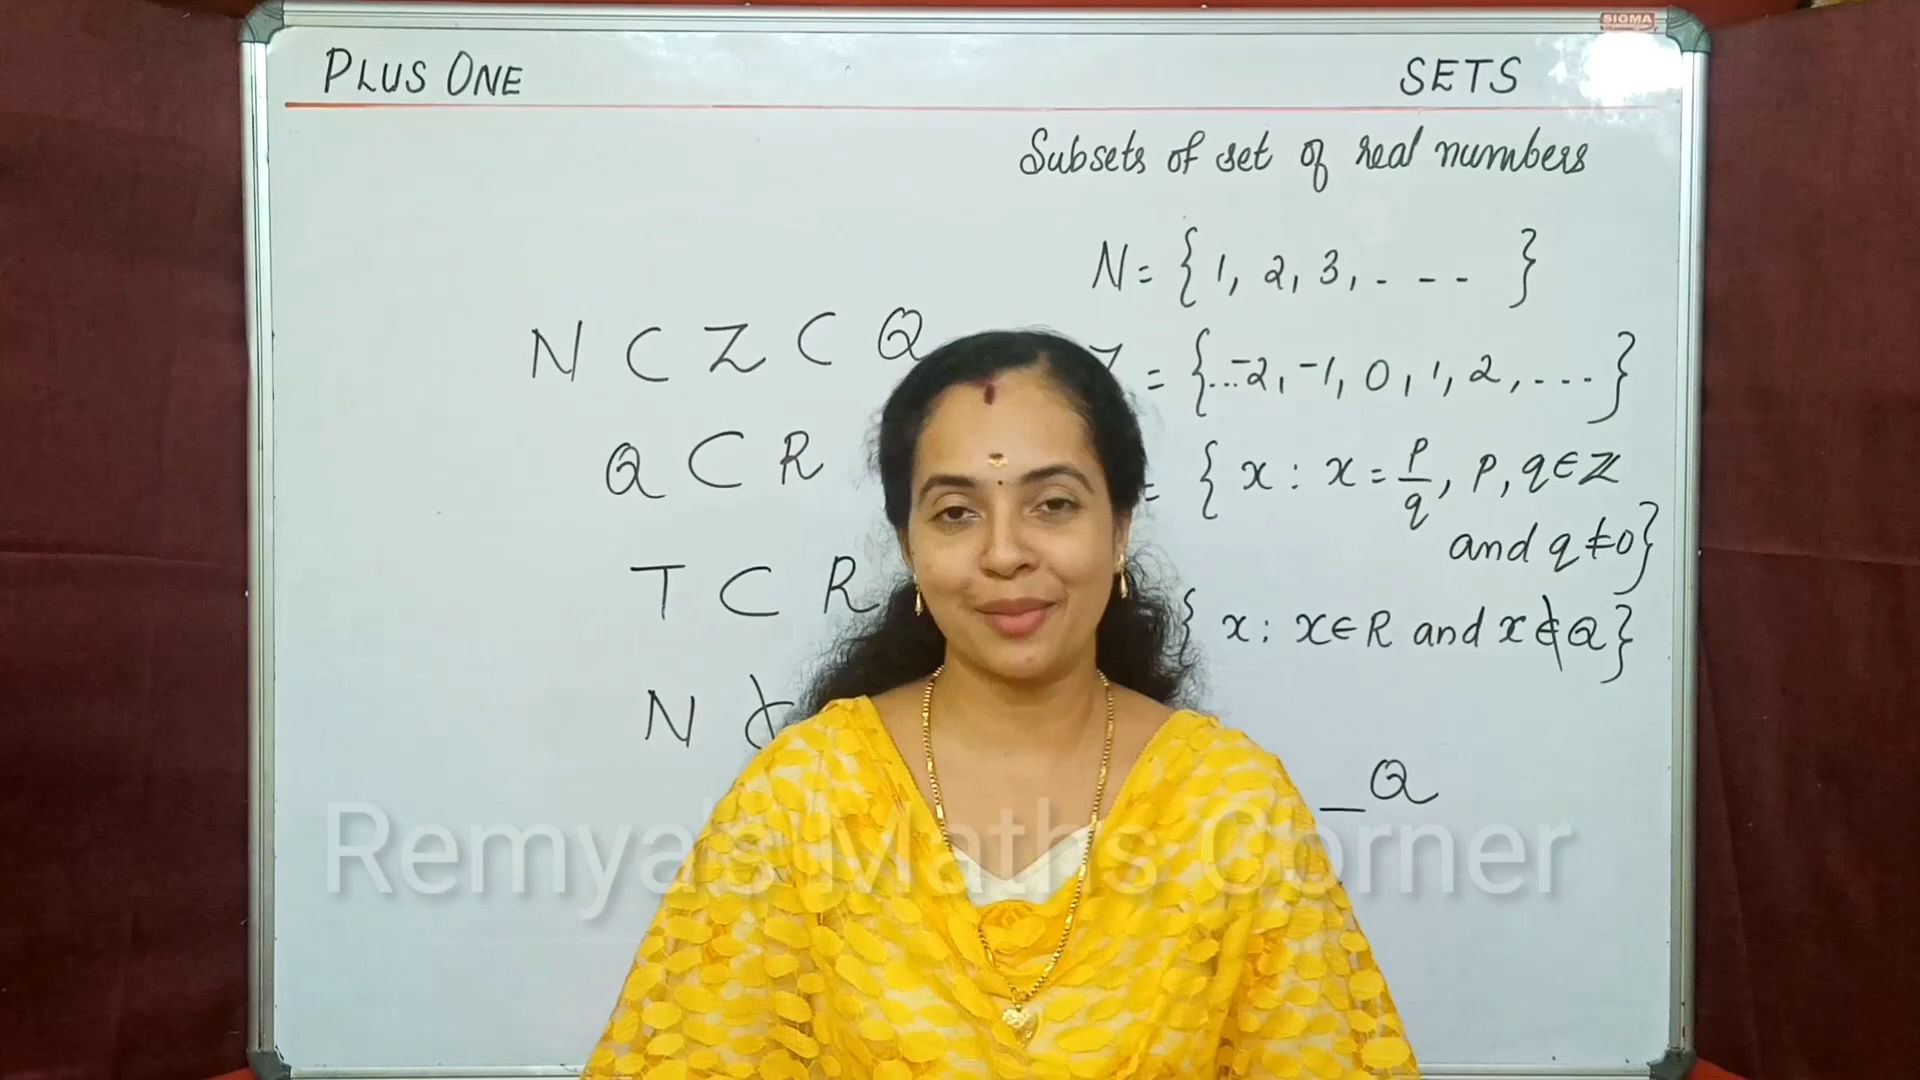 SIGMA
PLUS ONE SETS
Subsets of set of real numbers
N = { 1, 2, 3, . - - - }
N ⊂ Z ⊂ Q
Z = {...-2, -1, 0, 1, 2, ....}
Q ⊂ R
= { x : x = p/q, p, q ∈ Z
and q ≠ 0}
T ⊂ R
{ x : x ∈ R and x ∉ Q}
N ⊄
_ Q
Remya's Maths Corner